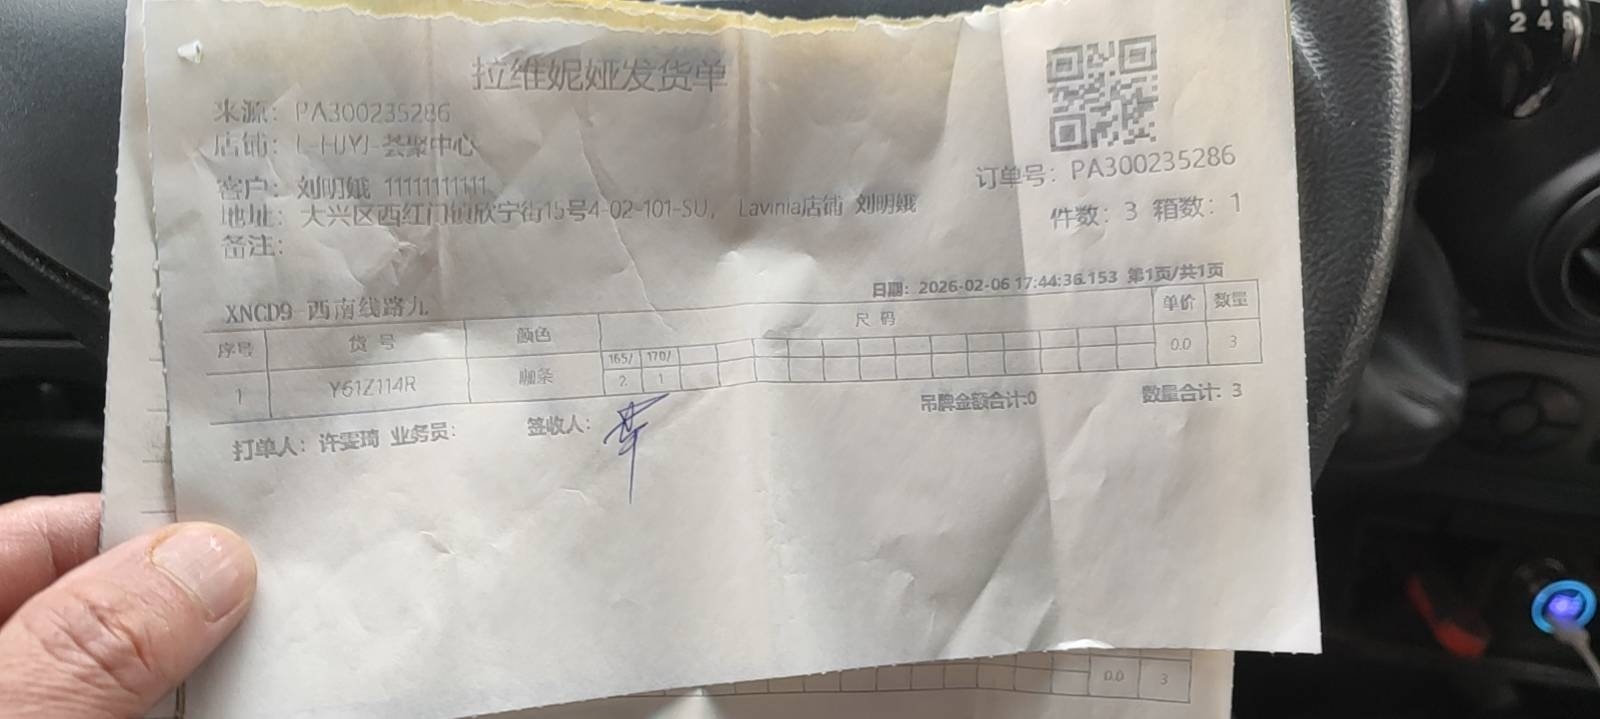 拉维妮娅发货单
来源： PA300235286
店铺： L-HJYJ-荟聚中心
客户： 刘明娥 11111111111
订单号： PA300235286
地址： 大兴区西红门镇欣宁街15号4-02-101-SU， Lavinia店铺 刘明娥
件数： 3 箱数： 1
备注：
日期： 2026-02-06 17:44:36.153 第1页/共1页
XNCD9 西南线路九
序号 货 号 颜色 尺 码 单价 数量
165/ 170/
1 Y61Z114R 咖条 2 1 0.0 3
吊牌金额合计:0 数量合计: 3
打单人： 许雯琦 业务员： 签收人：
0.0 3
2 4